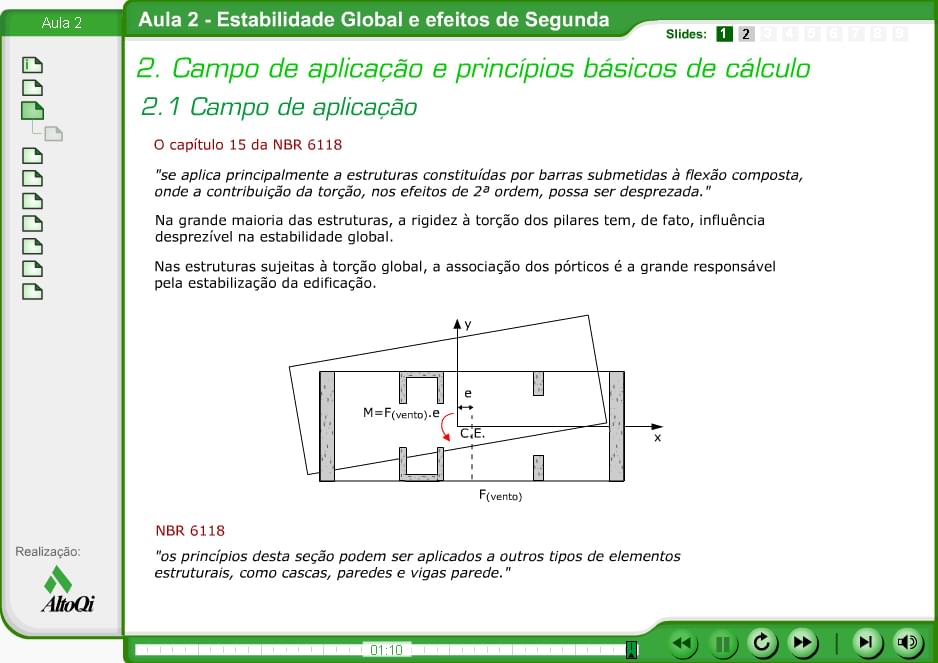 Aula 2
Aula 2 - Estabilidade Global e efeitos de Segunda
Slides: 1 2 3 4 5 6 7 8 9
2. Campo de aplicação e princípios básicos de cálculo
2.1 Campo de aplicação
O capítulo 15 da NBR 6118
"se aplica principalmente a estruturas constituídas por barras submetidas à flexão composta,
onde a contribuição da torção, nos efeitos de 2ª ordem, possa ser desprezada."
Na grande maioria das estruturas, a rigidez à torção dos pilares tem, de fato, influência
desprezível na estabilidade global.
Nas estruturas sujeitas à torção global, a associação dos pórticos é a grande responsável
pela estabilização da edificação.
y
e
M=F(vento).e
C.E.
x
F(vento)
NBR 6118
"os princípios desta seção podem ser aplicados a outros tipos de elementos
estruturais, como cascas, paredes e vigas parede."
Realização:
AltoQi
01:10